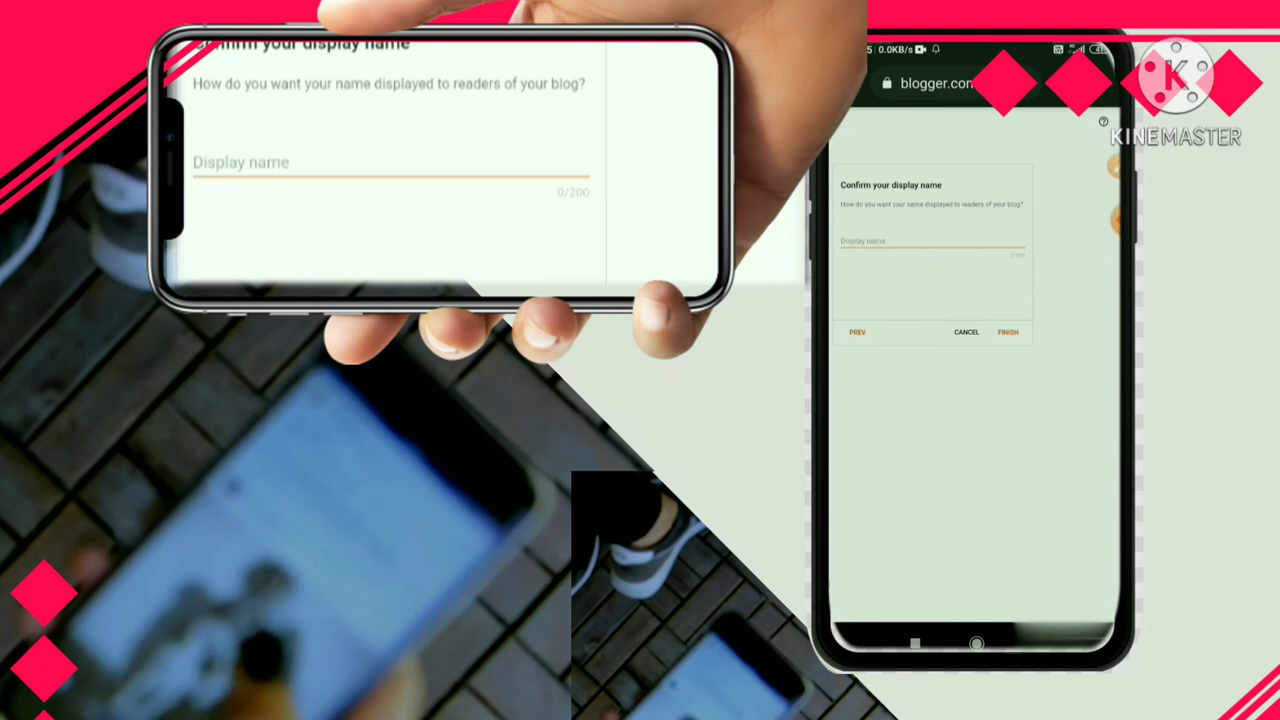 Confirm your display name
How do you want your name displayed to readers of your blog?
Display name
0/200
0.0KB/s
blogger.com
K
KINEMASTER
Confirm your display name
How do you want your name displayed to readers of your blog?
Display name
0/200
PREV
CANCEL
FINISH